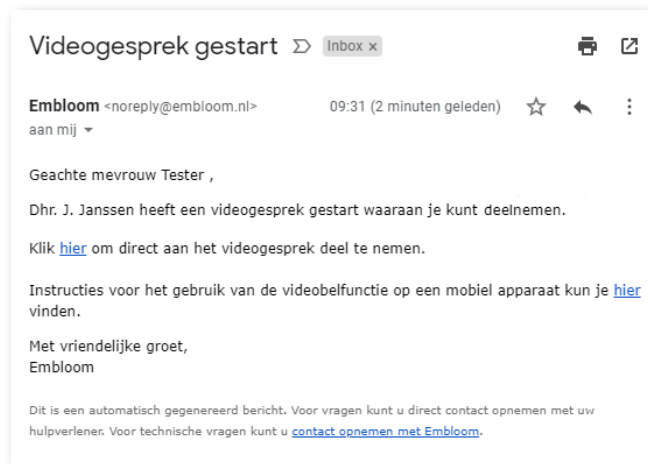 Videogesprek gestart Inbox ×
Embloom <noreply@embloom.nl> 09:31 (2 minuten geleden)
aan mij
Geachte mevrouw Tester ,
Dhr. J. Janssen heeft een videogesprek gestart waaraan je kunt deelnemen.
Klik hier om direct aan het videogesprek deel te nemen.
Instructies voor het gebruik van de videobelfunctie op een mobiel apparaat kun je hier
vinden.
Met vriendelijke groet,
Embloom
Dit is een automatisch gegenereerd bericht. Voor vragen kunt u direct contact opnemen met uw
hulpverlener. Voor technische vragen kunt u contact opnemen met Embloom.